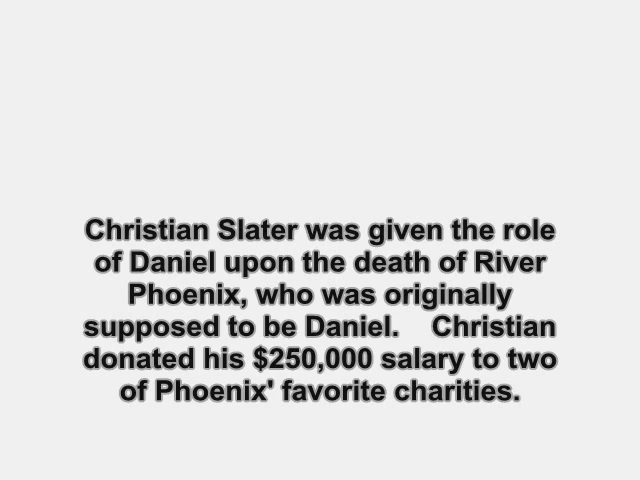 Christian Slater was given the role
of Daniel upon the death of River
Phoenix, who was originally
supposed to be Daniel.    Christian
donated his $250,000 salary to two
of Phoenix' favorite charities.